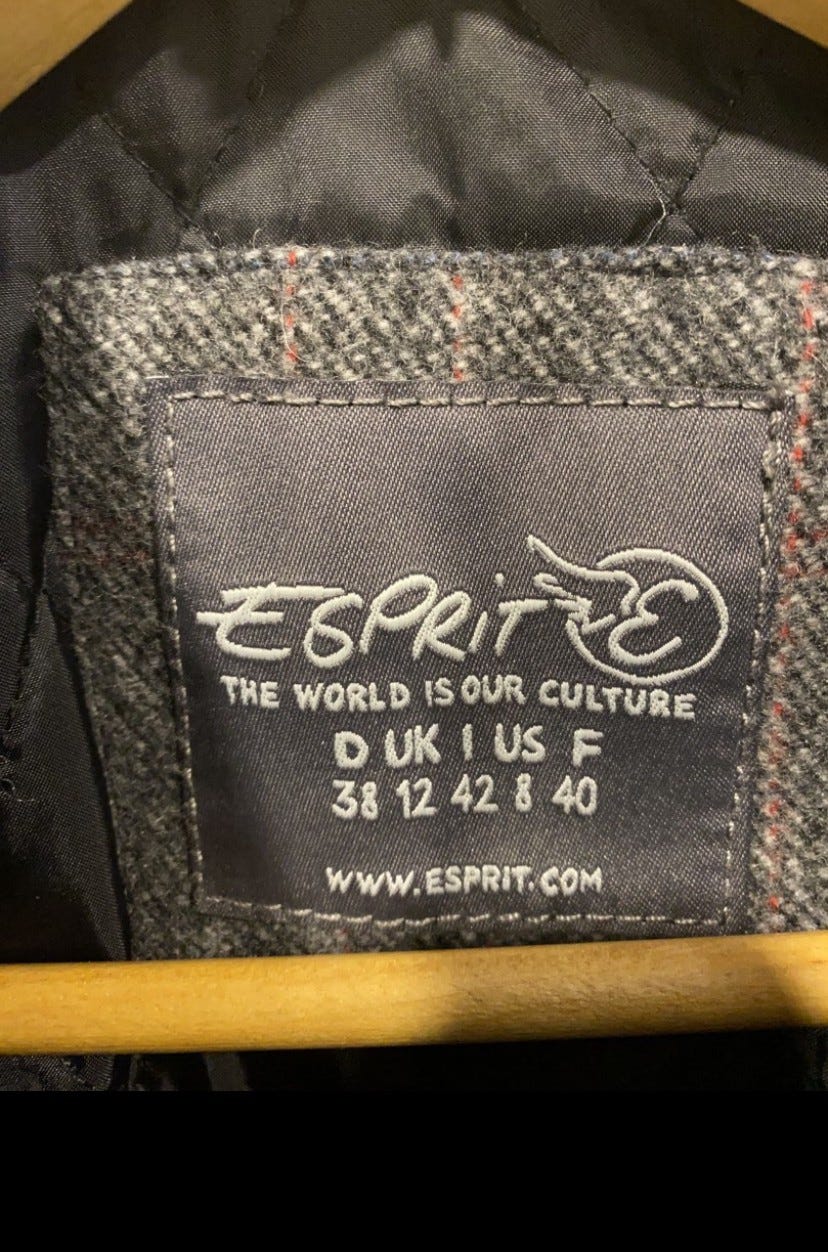 ESPRIT E
THE WORLD IS OUR CULTURE
D UK I US F
38 12 42 8 40
WWW.ESPRIT.COM